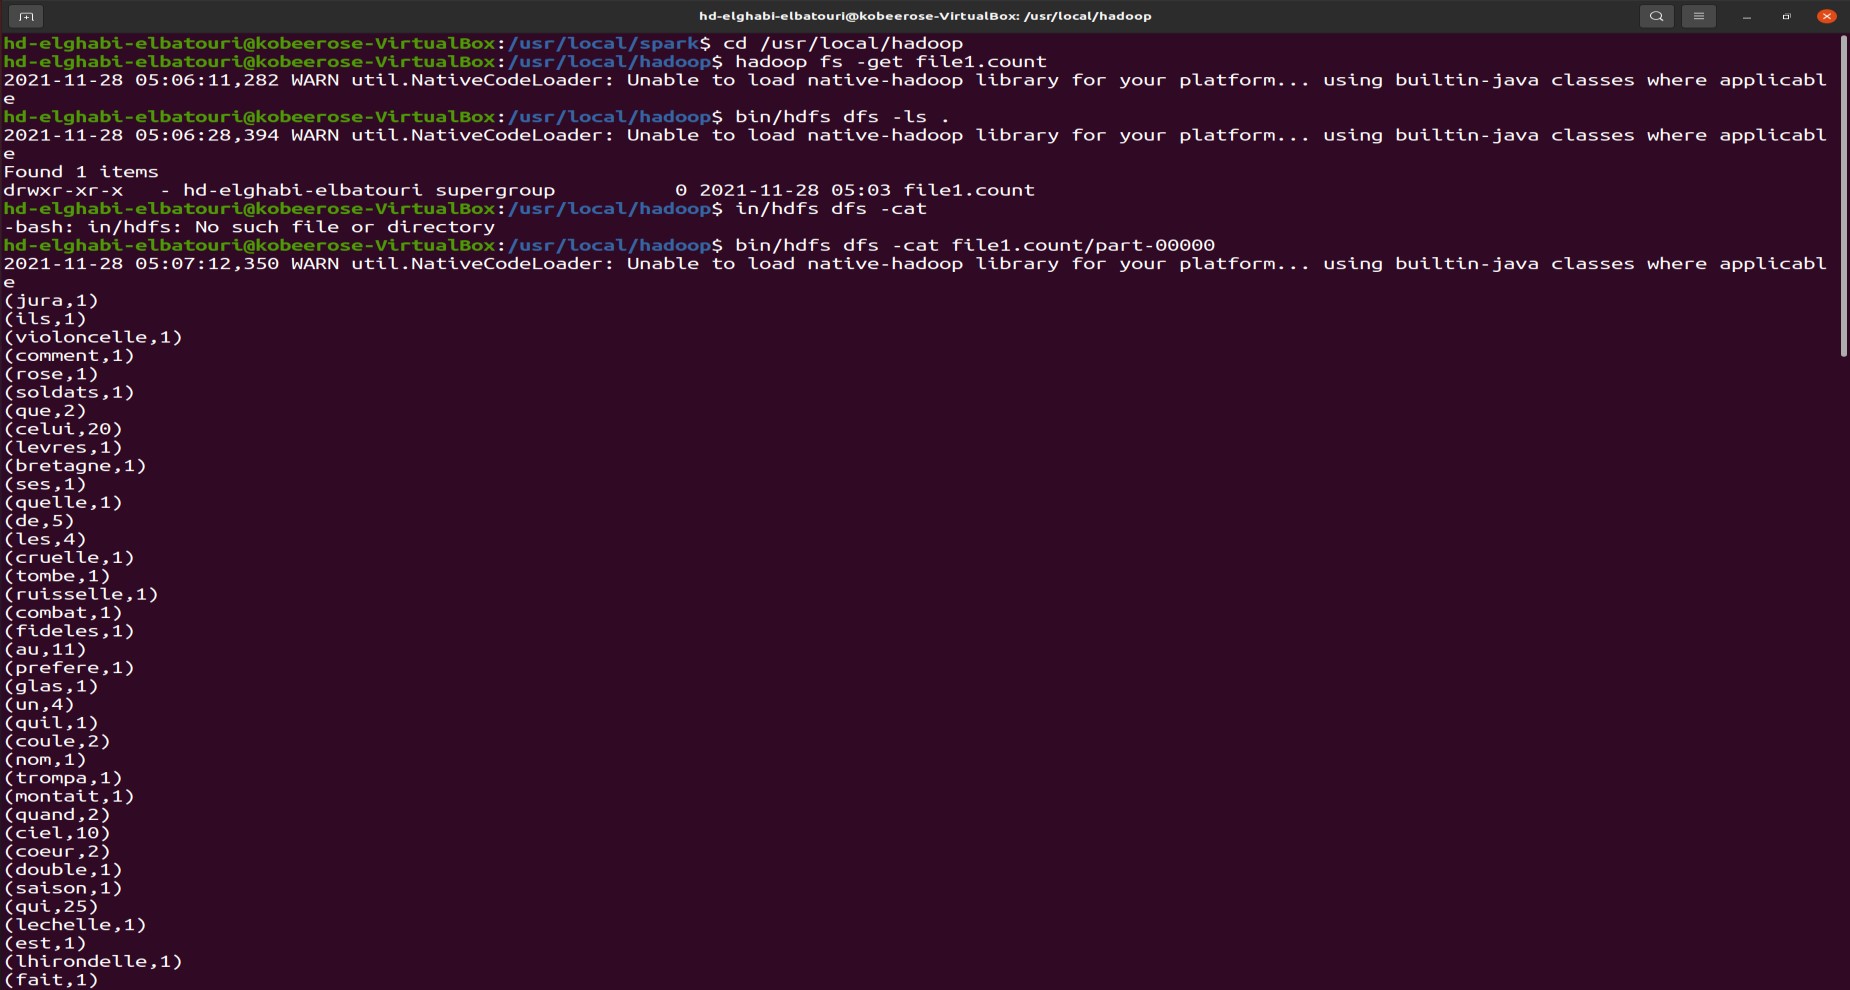 hd-elghabi-elbatouri@kobeerose-VirtualBox: /usr/local/hadoop
hd-elghabi-elbatouri@kobeerose-VirtualBox:/usr/local/spark$ cd /usr/local/hadoop
hd-elghabi-elbatouri@kobeerose-VirtualBox:/usr/local/hadoop$ hadoop fs -get file1.count
2021-11-28 05:06:11,282 WARN util.NativeCodeLoader: Unable to load native-hadoop library for your platform... using builtin-java classes where applicabl
e
hd-elghabi-elbatouri@kobeerose-VirtualBox:/usr/local/hadoop$ bin/hdfs dfs -ls .
2021-11-28 05:06:28,394 WARN util.NativeCodeLoader: Unable to load native-hadoop library for your platform... using builtin-java classes where applicabl
e
Found 1 items
drwxr-xr-x   - hd-elghabi-elbatouri supergroup          0 2021-11-28 05:03 file1.count
hd-elghabi-elbatouri@kobeerose-VirtualBox:/usr/local/hadoop$ in/hdfs dfs -cat
-bash: in/hdfs: No such file or directory
hd-elghabi-elbatouri@kobeerose-VirtualBox:/usr/local/hadoop$ bin/hdfs dfs -cat file1.count/part-00000
2021-11-28 05:07:12,350 WARN util.NativeCodeLoader: Unable to load native-hadoop library for your platform... using builtin-java classes where applicabl
e
(jura,1)
(ils,1)
(violoncelle,1)
(comment,1)
(rose,1)
(soldats,1)
(que,2)
(celui,20)
(levres,1)
(bretagne,1)
(ses,1)
(quelle,1)
(de,5)
(les,4)
(cruelle,1)
(tombe,1)
(ruisselle,1)
(combat,1)
(fideles,1)
(au,11)
(prefere,1)
(glas,1)
(un,4)
(quil,1)
(coule,2)
(nom,1)
(trompa,1)
(montait,1)
(quand,2)
(ciel,10)
(coeur,2)
(double,1)
(saison,1)
(qui,25)
(lechelle,1)
(est,1)
(lhirondelle,1)
(fait,1)